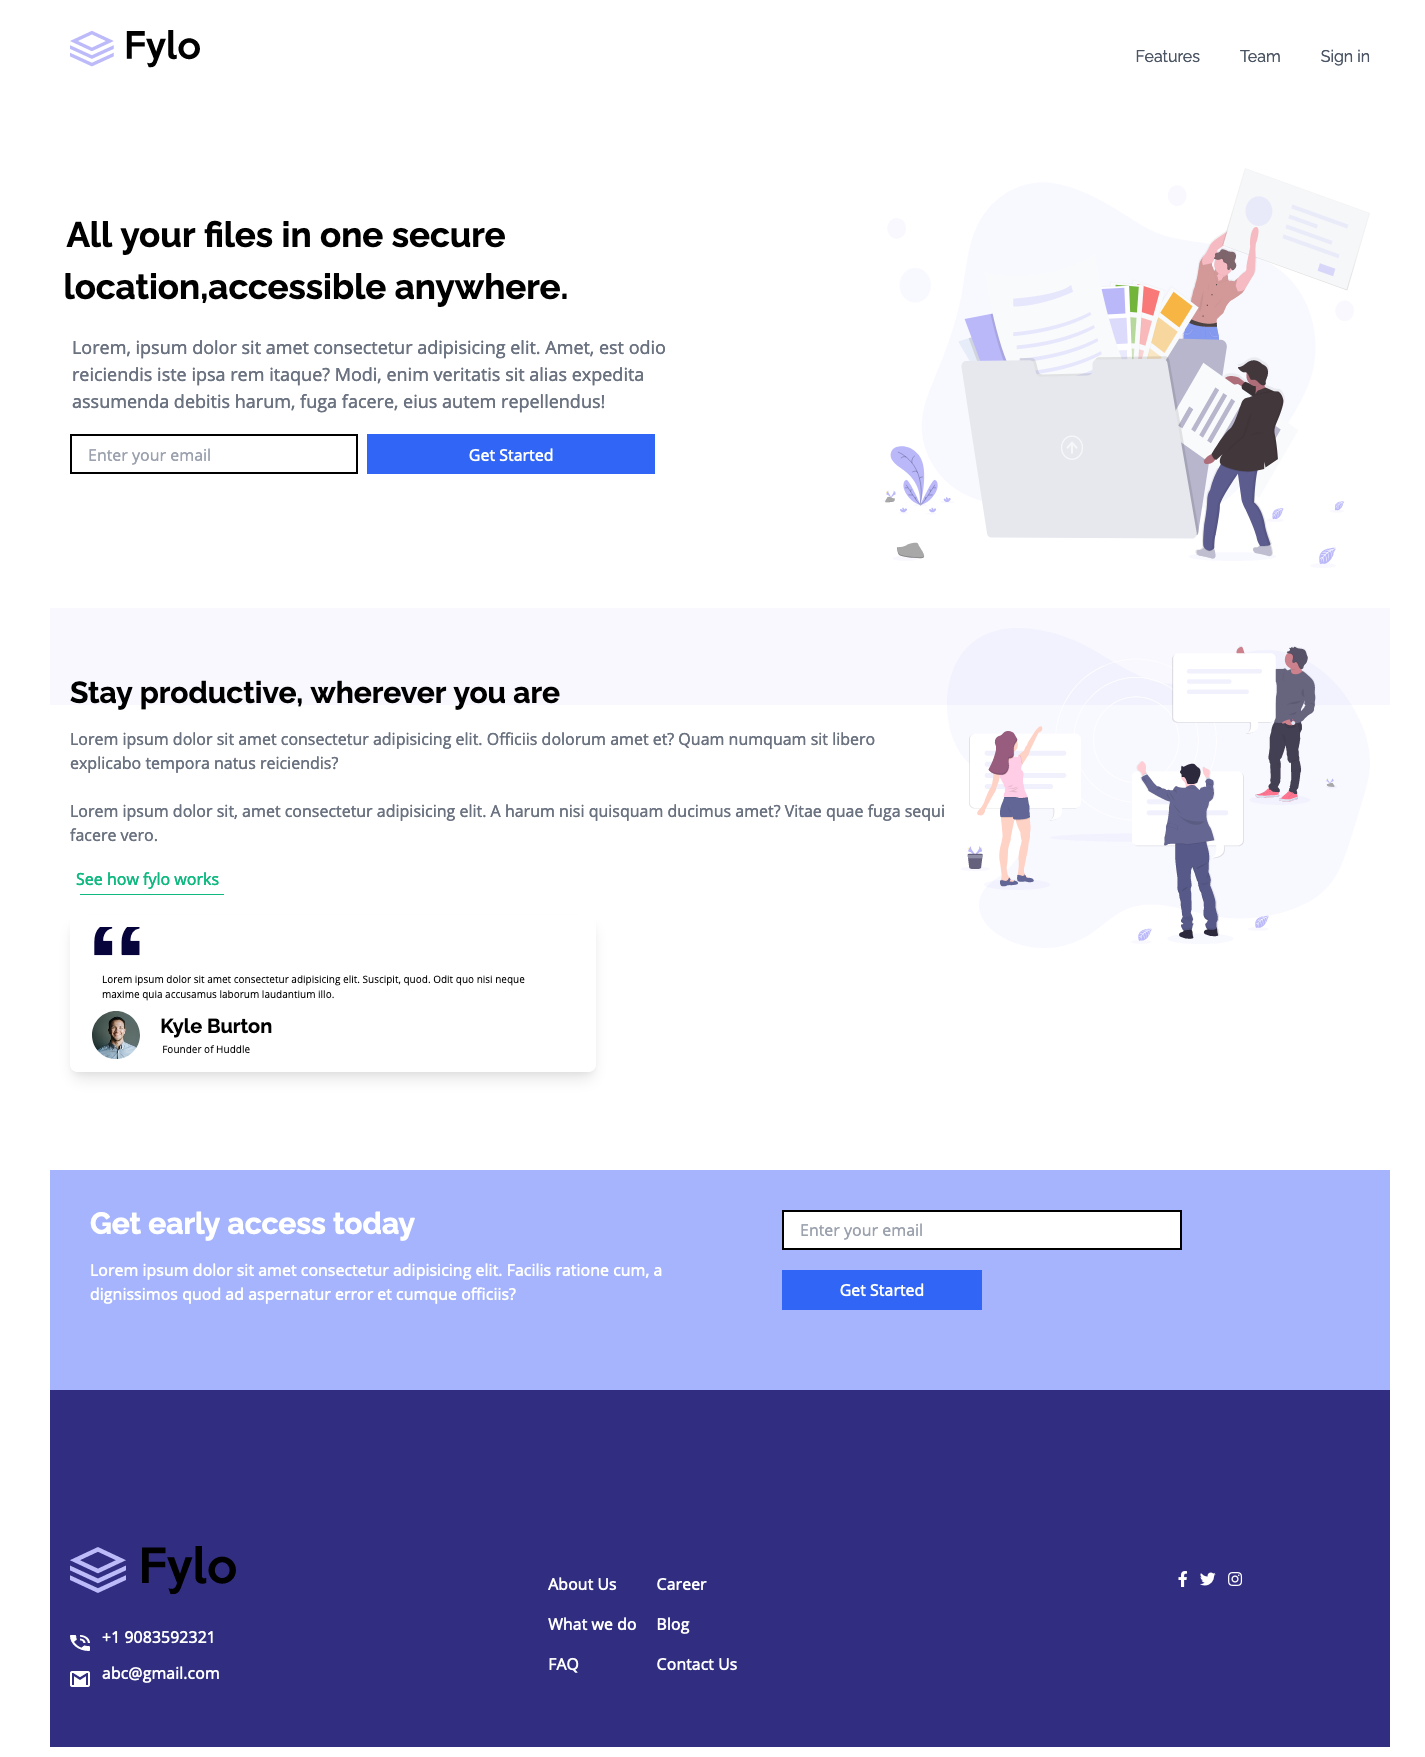 Fylo
Features Team Sign in
All your files in one secure
location,accessible anywhere.
Lorem, ipsum dolor sit amet consectetur adipisicing elit. Amet, est odio
reiciendis iste ipsa rem itaque? Modi, enim veritatis sit alias expedita
assumenda debitis harum, fuga facere, eius autem repellendus!
Enter your email
Get Started
Stay productive, wherever you are
Lorem ipsum dolor sit amet consectetur adipisicing elit. Officiis dolorum amet et? Quam numquam sit libero
explicabo tempora natus reiciendis?
Lorem ipsum dolor sit, amet consectetur adipisicing elit. A harum nisi quisquam ducimus amet? Vitae quae fuga sequi
facere vero.
See how fylo works
“
Lorem ipsum dolor sit amet consectetur adipisicing elit. Suscipit, quod. Odit quo nisi neque
maxime quia accusamus laborum laudantium illo.
Kyle Burton
Founder of Huddle
Get early access today
Lorem ipsum dolor sit amet consectetur adipisicing elit. Facilis ratione cum, a
dignissimos quod ad aspernatur error et cumque officiis?
Enter your email
Get Started
Fylo
+1 9083592321
abc@gmail.com
About Us
What we do
FAQ
Career
Blog
Contact Us